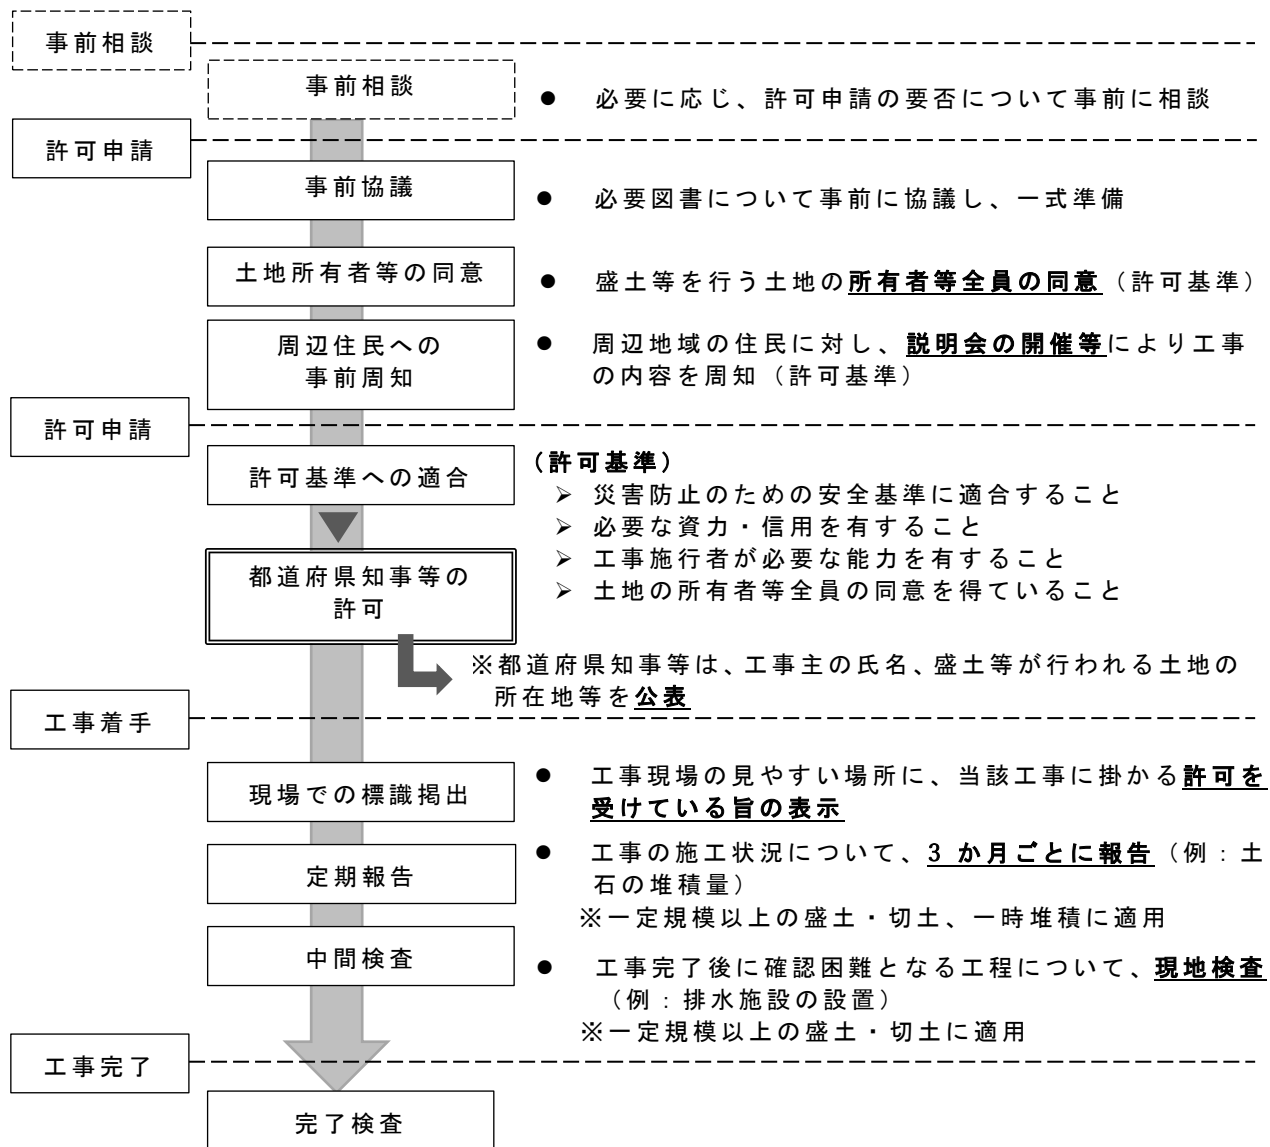 事前相談
事前相談
● 必要に応じ、許可申請の要否について事前に相談
許可申請
事前協議
● 必要図書について事前に協議し、一式準備
土地所有者等の同意
● 盛土等を行う土地の所有者等全員の同意（許可基準）
周辺住民への
事前周知
● 周辺地域の住民に対し、説明会の開催等により工事
の内容を周知（許可基準）
許可申請
許可基準への適合
（許可基準）
➢ 災害防止のための安全基準に適合すること
➢ 必要な資力・信用を有すること
➢ 工事施行者が必要な能力を有すること
➢ 土地の所有者等全員の同意を得ていること
都道府県知事等の
許可
※都道府県知事等は、工事主の氏名、盛土等が行われる土地の
所在地等を公表
工事着手
現場での標識掲出
● 工事現場の見やすい場所に、当該工事に掛かる許可を
受けている旨の表示
定期報告
● 工事の施工状況について、3 か月ごとに報告（例：土
石の堆積量）
※一定規模以上の盛土・切土、一時堆積に適用
中間検査
● 工事完了後に確認困難となる工程について、現地検査
（例：排水施設の設置）
※一定規模以上の盛土・切土に適用
工事完了
完了検査